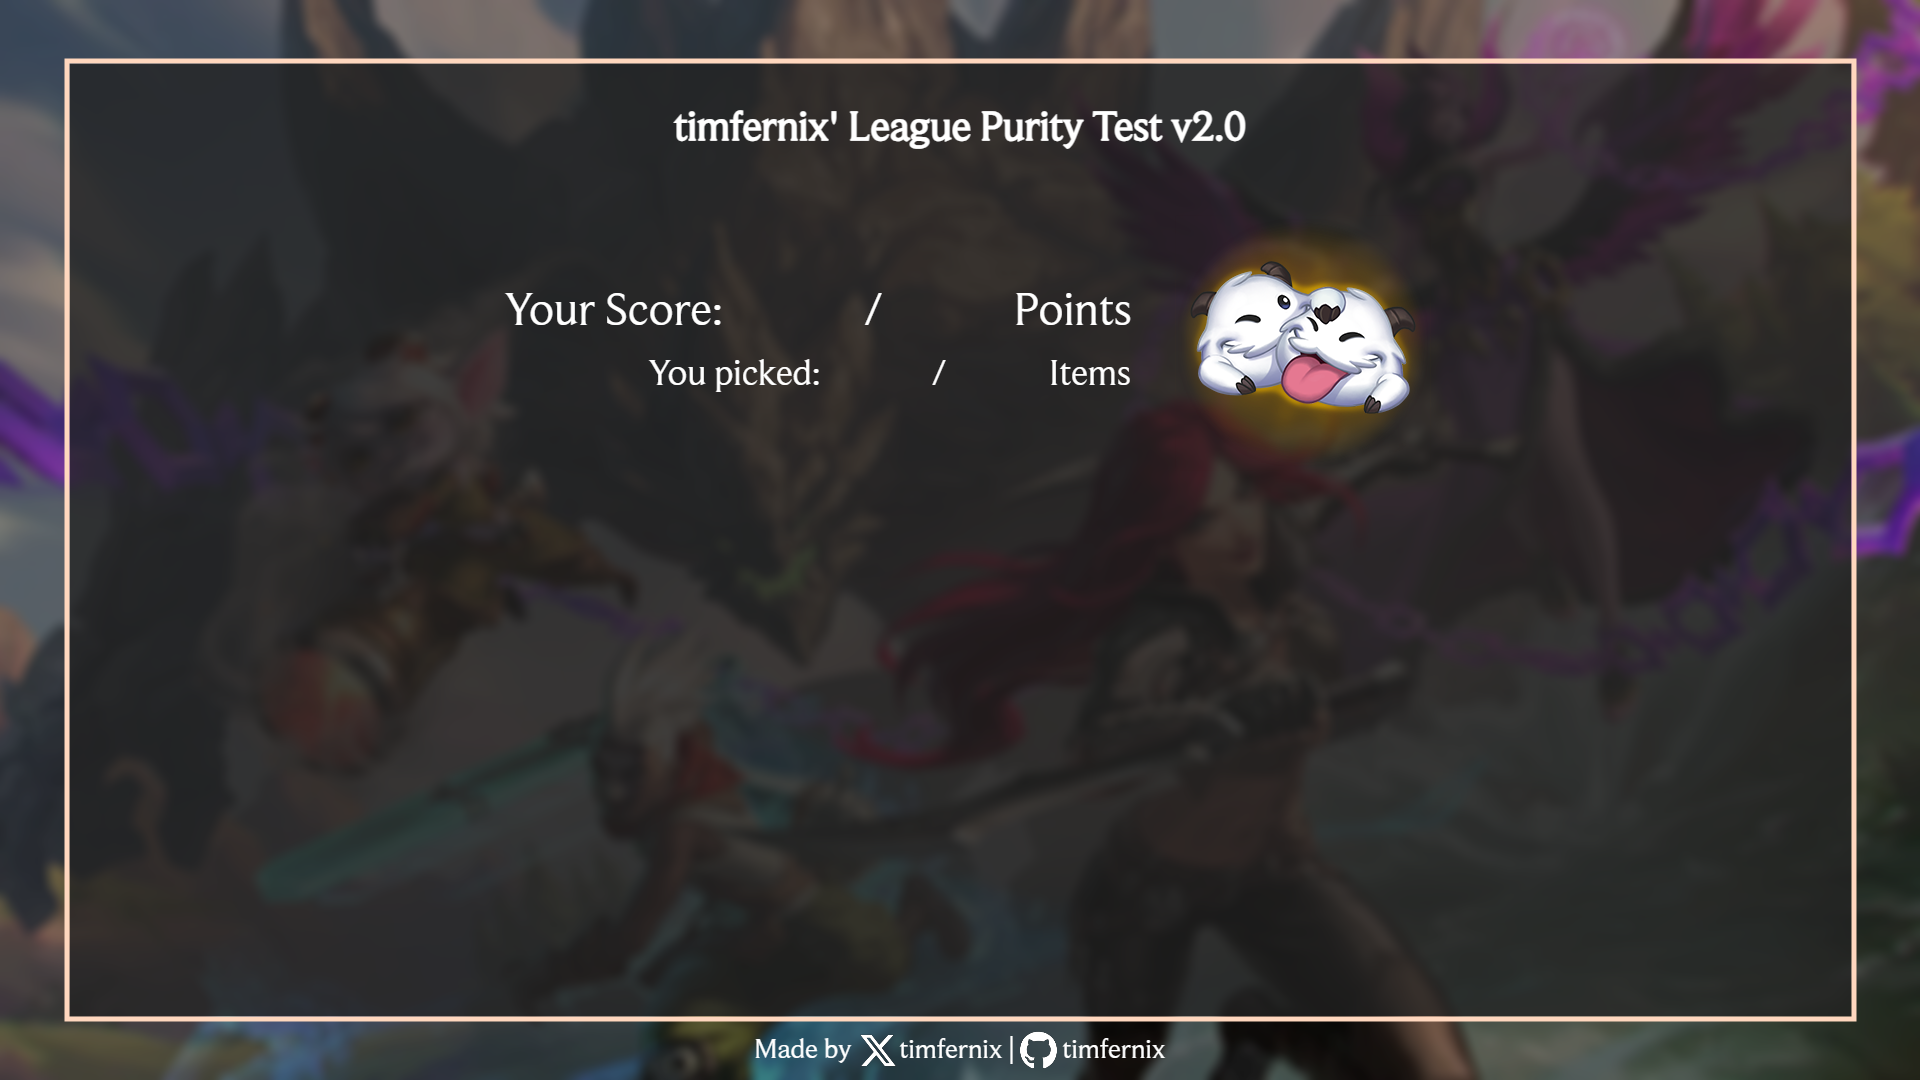 timfernix' League Purity Test v2.0
Your Score: / Points
You picked: / Items
Made by timfernix | timfernix